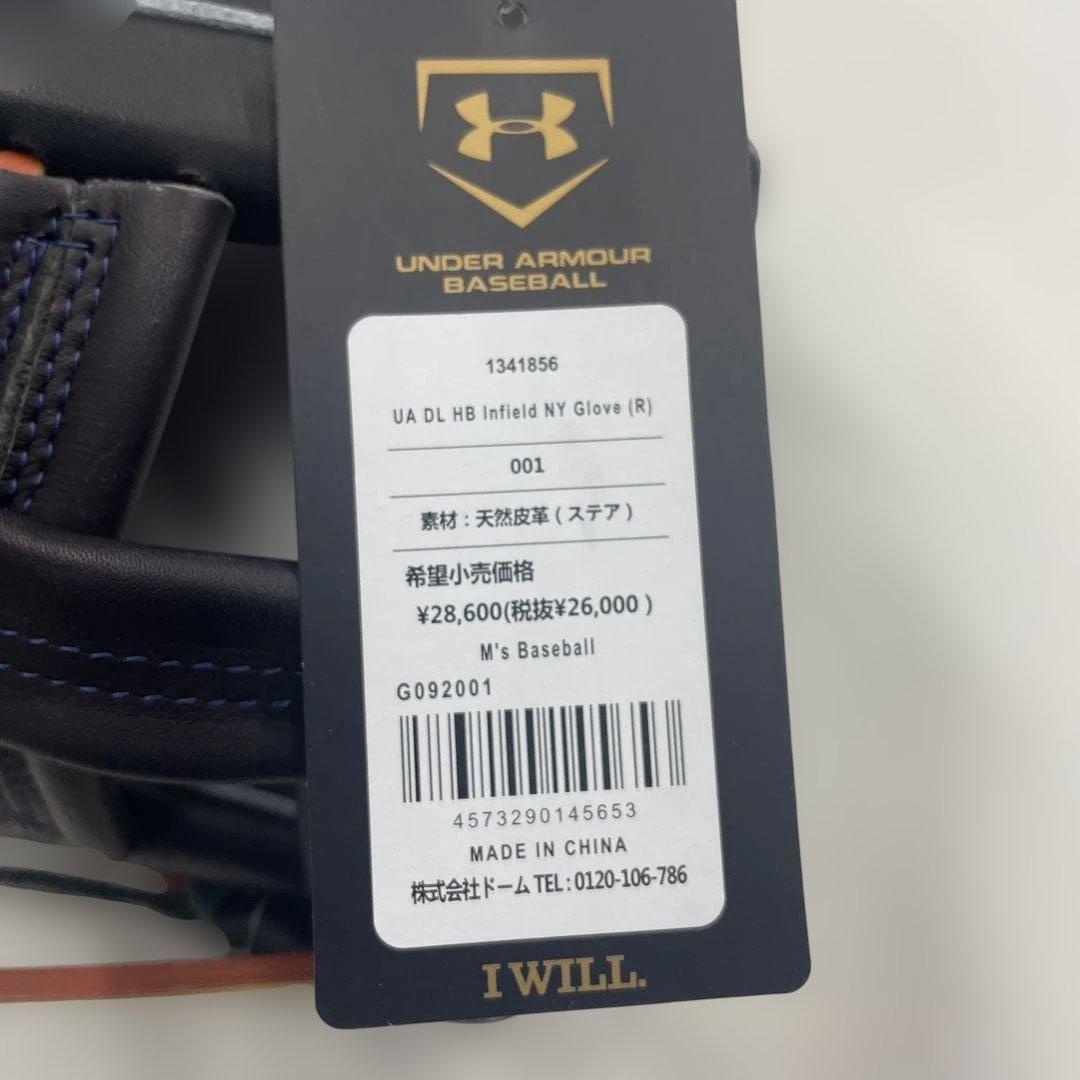 UNDER ARMOUR
BASEBALL
1341856
UA DL HB Infield NY Glove (R)
001
素材：天然皮革（ステア）
希望小売価格
¥28,600(税抜¥26,000 )
M's Baseball
G092001
4573290145653
MADE IN CHINA
株式会社ドーム TEL : 0120-106-786
I WILL.